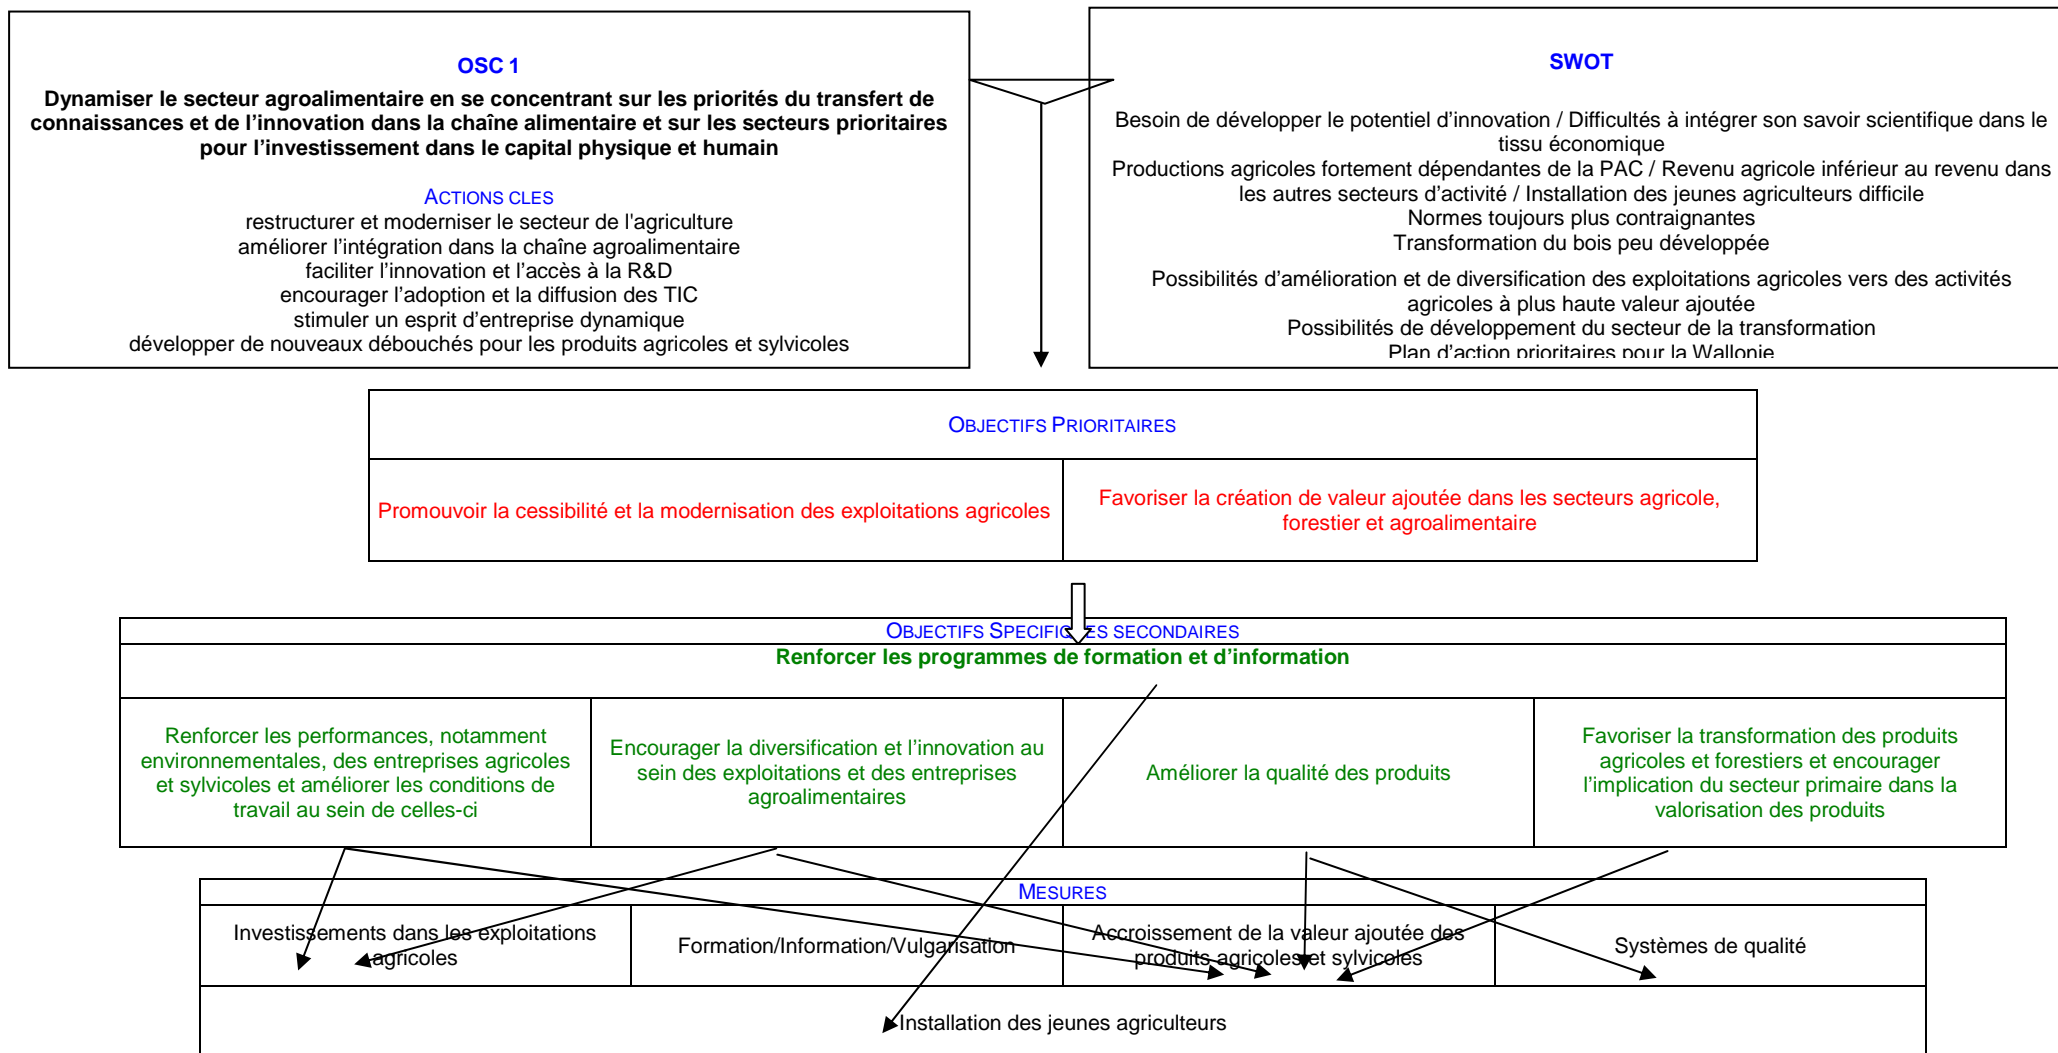 OSC 1
Dynamiser le secteur agroalimentaire en se concentrant sur les priorités du transfert de
connaissances et de l’innovation dans la chaîne alimentaire et sur les secteurs prioritaires
pour l’investissement dans le capital physique et humain
ACTIONS CLES
restructurer et moderniser le secteur de l'agriculture
améliorer l’intégration dans la chaîne agroalimentaire
faciliter l’innovation et l’accès à la R&D
encourager l’adoption et la diffusion des TIC
stimuler un esprit d’entreprise dynamique
développer de nouveaux débouchés pour les produits agricoles et sylvicoles
SWOT
Besoin de développer le potentiel d’innovation / Difficultés à intégrer son savoir scientifique dans le
tissu économique
Productions agricoles fortement dépendantes de la PAC / Revenu agricole inférieur au revenu dans
les autres secteurs d’activité / Installation des jeunes agriculteurs difficile
Normes toujours plus contraignantes
Transformation du bois peu développée
Possibilités d’amélioration et de diversification des exploitations agricoles vers des activités
agricoles à plus haute valeur ajoutée
Possibilités de développement du secteur de la transformation
Plan d’action prioritaires pour la Wallonie
OBJECTIFS PRIORITAIRES
Promouvoir la cessibilité et la modernisation des exploitations agricoles
Favoriser la création de valeur ajoutée dans les secteurs agricole,
forestier et agroalimentaire
OBJECTIFS SPECIFIQUES SECONDAIRES
Renforcer les programmes de formation et d’information
Renforcer les performances, notamment
environnementales, des entreprises agricoles
et sylvicoles et améliorer les conditions de
travail au sein de celles-ci
Encourager la diversification et l’innovation au
sein des exploitations et des entreprises
agroalimentaires
Améliorer la qualité des produits
Favoriser la transformation des produits
agricoles et forestiers et encourager
l’implication du secteur primaire dans la
valorisation des produits
MESURES
Investissements dans les exploitations
agricoles
Formation/Information/Vulgarisation
Accroissement de la valeur ajoutée des
produits agricoles et sylvicoles
Systèmes de qualité
Installation des jeunes agriculteurs